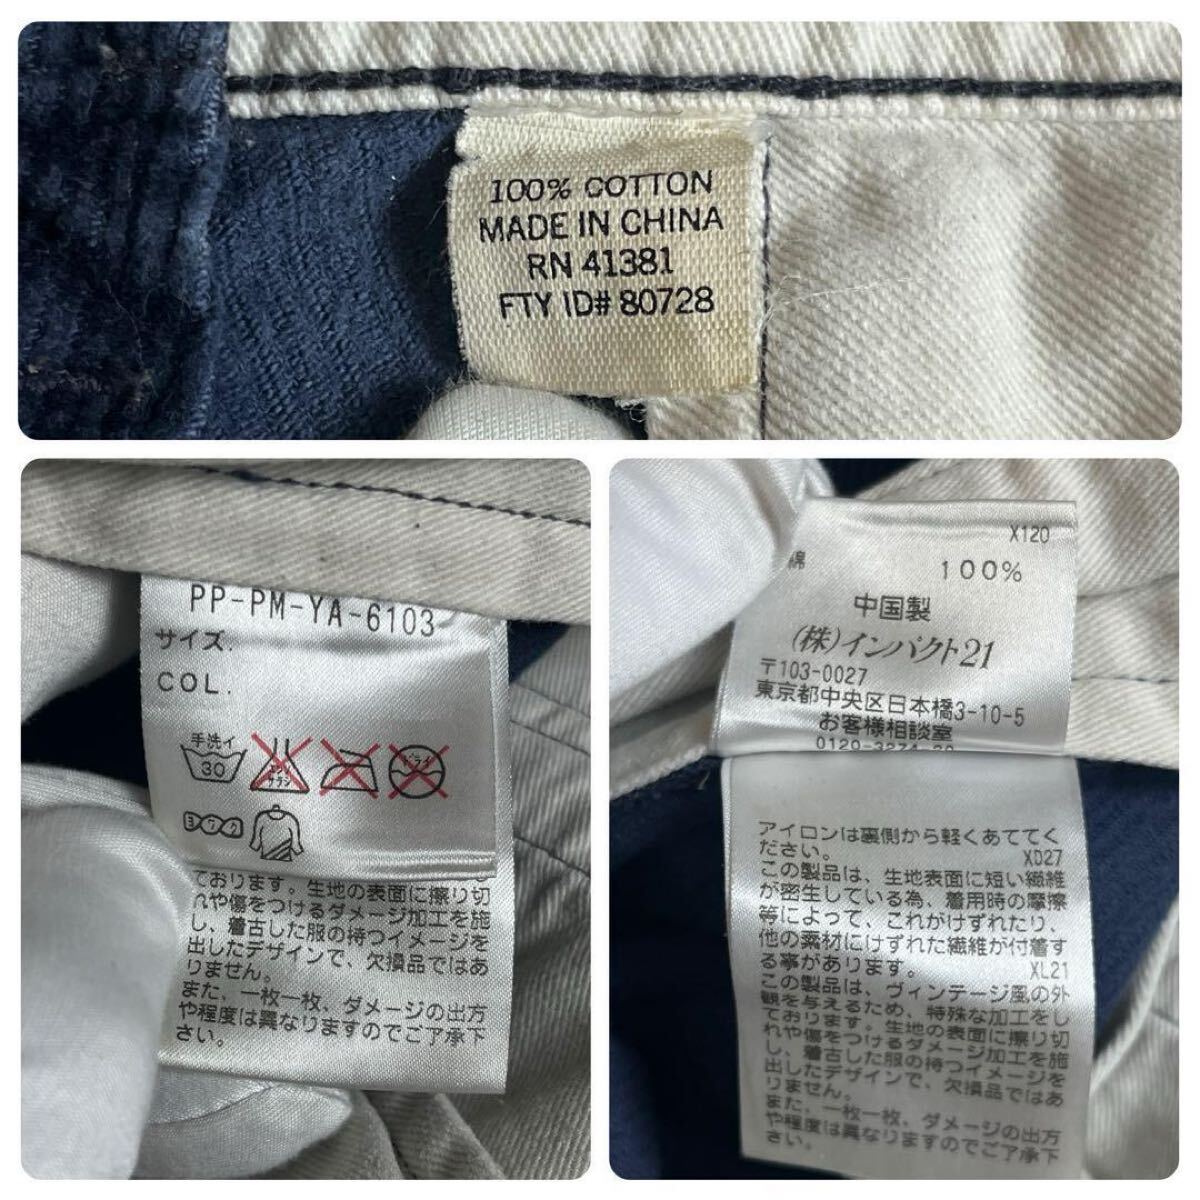 100% COTTON
MADE IN CHINA
RN 41381
FTY ID# 80728
PP-PM-YA-6103
サイズ.
COL.
手洗イ
30
エンソ
サラシ
ドライ
ヨワク
ております。生地の表面に擦り切
れや傷をつけるダメージ加工を施
し、着古した服の持つイメージを
出したデザインで、欠損品ではあ
りません。
また、一枚一枚、ダメージの出方
や程度は異なりますのでご了承下
さい。
X120
綿 100%
中国製
(株)インパクト21
〒103-0027
東京都中央区日本橋3-10-5
お客様相談室
アイロンは裏側から軽くあててく
ださい。 XD27
この製品は、生地表面に短い繊維
が密生している為、着用時の摩擦
等によって、これがけずれたり、
他の素材にけずれた繊維が付着す
る事があります。 XL21
この製品は、ヴィンテージ風の外
観を与えるため、特殊な加工をし
ております。生地の表面に擦り切
れや傷をつけるダメージ加工を施
し、着古した服の持つイメージを
出したデザインで、欠損品ではあ
りません。
また、一枚一枚、ダメージの出方
や程度は異なりますのでご了承下
さい。